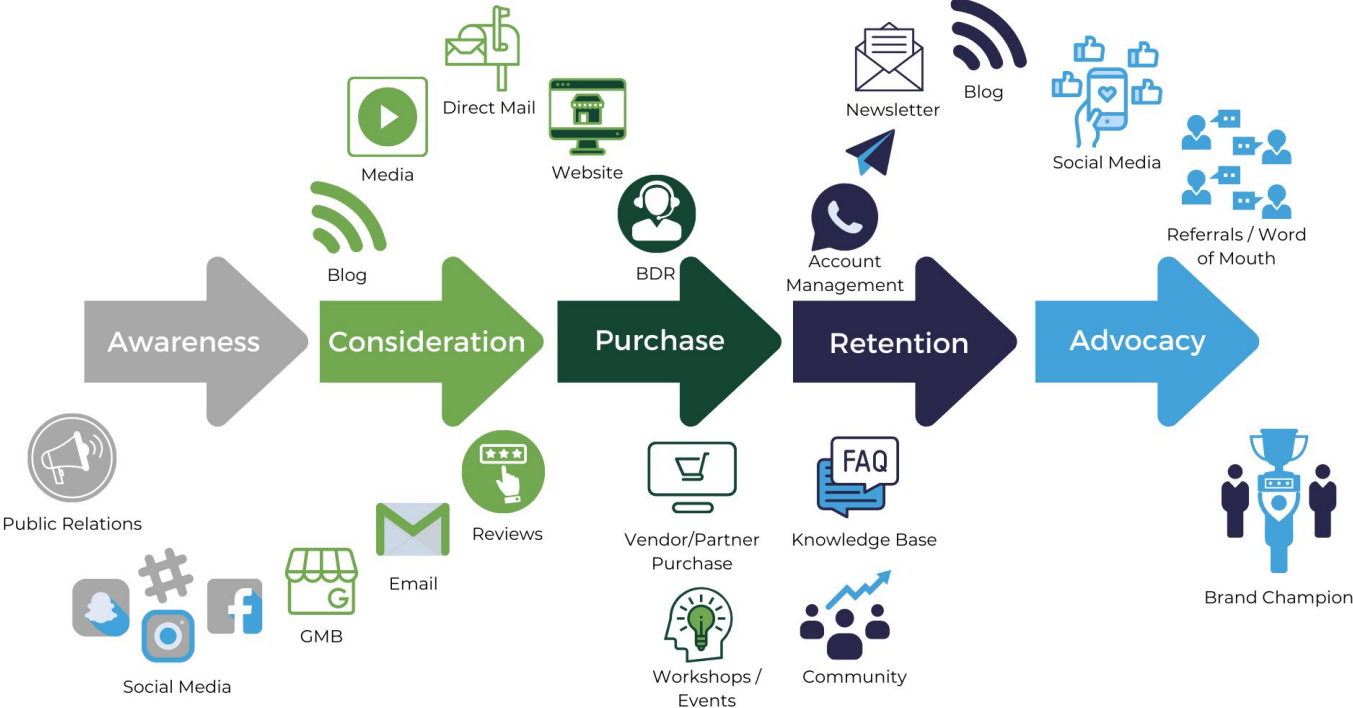 Direct Mail
Media
Website
Blog
BDR
Newsletter
Blog
Social Media
Account
Management
Referrals / Word
of Mouth
Awareness
Consideration
Purchase
Retention
Advocacy
Public Relations
Social Media
GMB
G
Email
Reviews
Vendor/Partner
Purchase
Workshops /
Events
FAQ
Knowledge Base
Community
Brand Champion